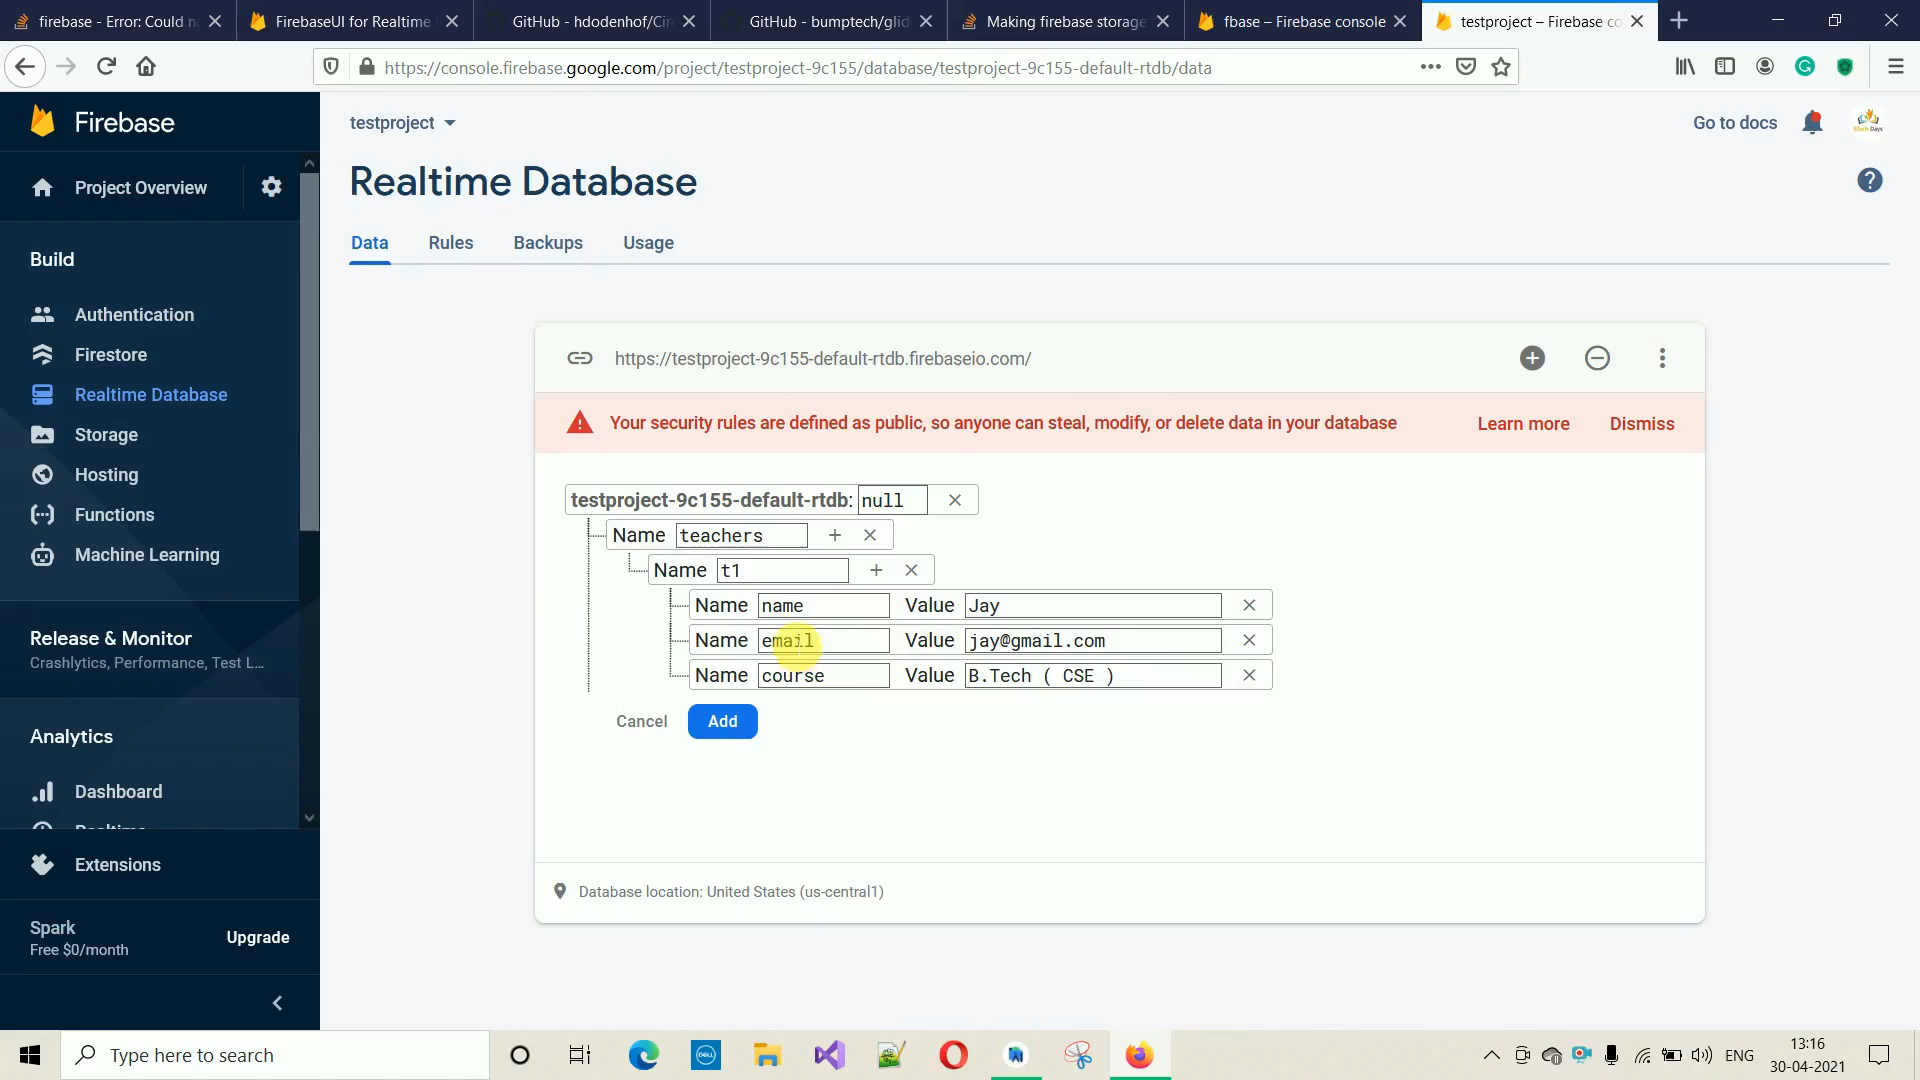 firebase - Error: Could n
FirebaseUI for Realtime
GitHub - hdodenhof/Cir
GitHub - bumptech/glid
Making firebase storage
fbase – Firebase console
testproject – Firebase co
https://console.firebase.google.com/project/testproject-9c155/database/testproject-9c155-default-rtdb/data
Firebase
Project Overview
Build
Authentication
Firestore
Realtime Database
Storage
Hosting
Functions
Machine Learning
Release & Monitor
Crashlytics, Performance, Test L...
Analytics
Dashboard
Realtime
Extensions
Spark
Free $0/month
Upgrade
testproject
Go to docs
BTech Days
Realtime Database
Data Rules Backups Usage
https://testproject-9c155-default-rtdb.firebaseio.com/
Your security rules are defined as public, so anyone can steal, modify, or delete data in your database
Learn more
Dismiss
testproject-9c155-default-rtdb: null
Name teachers
Name t1
Name name Value Jay
Name email Value jay@gmail.com
Name course Value B.Tech ( CSE )
Cancel Add
Database location: United States (us-central1)
Type here to search
DELL
ENG
13:16
30-04-2021